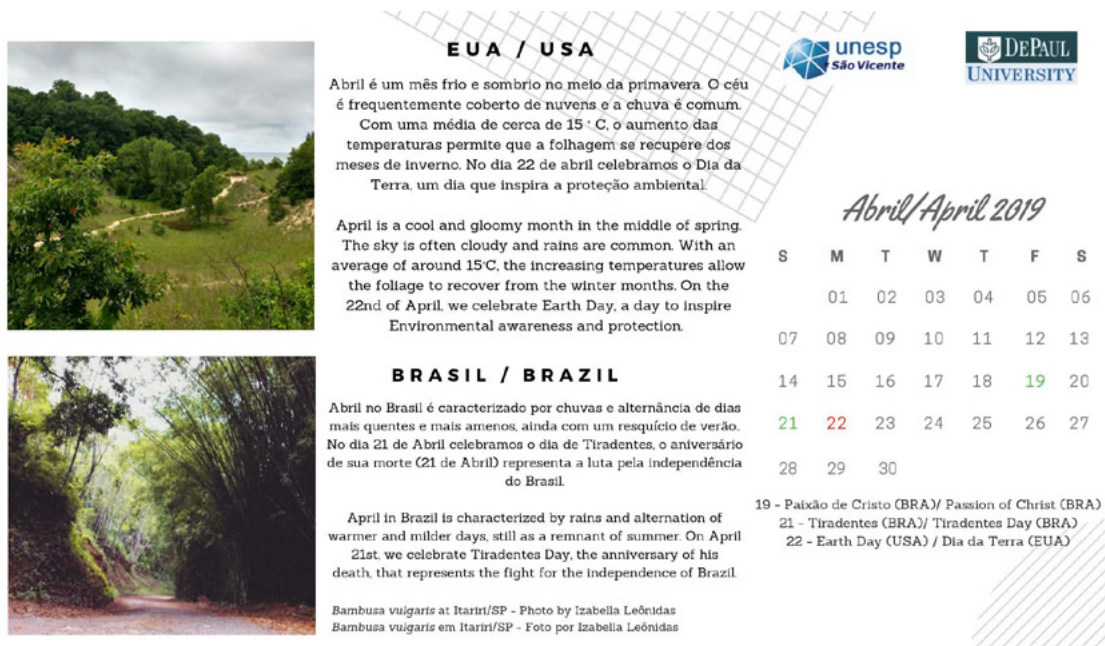 EUA / USA
Abril é um mês frio e sombrio no meio da primavera. O céu
é frequentemente coberto de nuvens e a chuva é comum.
Com uma média de cerca de 15 ° C, o aumento das
temperaturas permite que a folhagem se recupere dos
meses de inverno. No dia 22 de abril celebramos o Dia da
Terra, um dia que inspira a proteção ambiental.
April is a cool and gloomy month in the middle of spring.
The sky is often cloudy and rains are common. With an
average of around 15°C, the increasing temperatures allow
the foliage to recover from the winter months. On the
22nd of April, we celebrate Earth Day, a day to inspire
Environmental awareness and protection.
BRASIL / BRAZIL
Abril no Brasil é caracterizado por chuvas e alternância de dias
mais quentes e mais amenos, ainda com um resquício de verão.
No dia 21 de Abril celebramos o dia de Tiradentes, o aniversário
de sua morte (21 de Abril) representa a luta pela independência
do Brasil.
April in Brazil is characterized by rains and alternation of
warmer and milder days, still as a remnant of summer. On April
21st, we celebrate Tiradentes Day, the anniversary of his
death, that represents the fight for the independence of Brazil.
Bambusa vulgaris at Itariri/SP - Photo by Izabella Leônidas
Bambusa vulgaris em Itariri/SP - Foto por Izabella Leônidas
unesp
São Vicente
DEPAUL
UNIVERSITY
Abril/April 2019
S M T W T F S
01 02 03 04 05 06
07 08 09 10 11 12 13
14 15 16 17 18 19 20
21 22 23 24 25 26 27
28 29 30
19 - Paixão de Cristo (BRA)/ Passion of Christ (BRA)
21 - Tiradentes (BRA)/ Tiradentes Day (BRA)
22 - Earth Day (USA) / Dia da Terra (EUA)